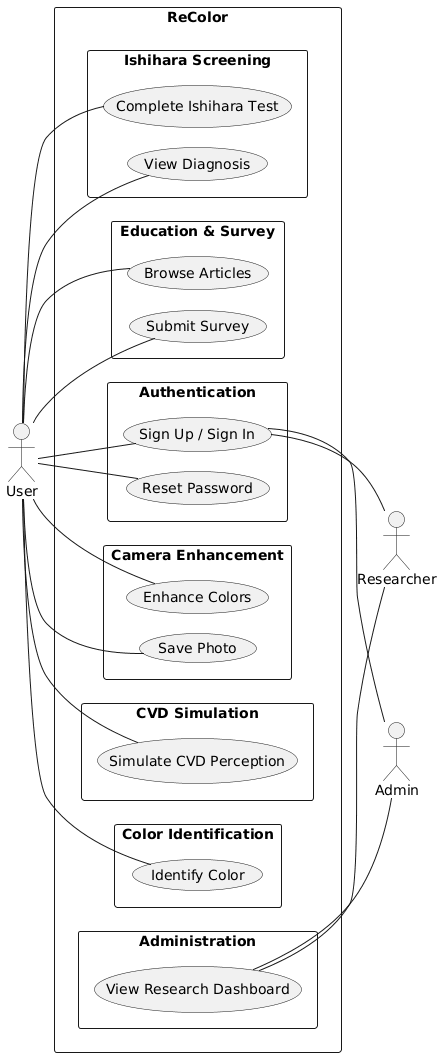 ReColor
Ishihara Screening
Complete Ishihara Test
View Diagnosis
Education & Survey
Browse Articles
Submit Survey
Authentication
Sign Up / Sign In
Reset Password
User
Camera Enhancement
Enhance Colors
Save Photo
Researcher
CVD Simulation
Simulate CVD Perception
Admin
Color Identification
Identify Color
Administration
View Research Dashboard